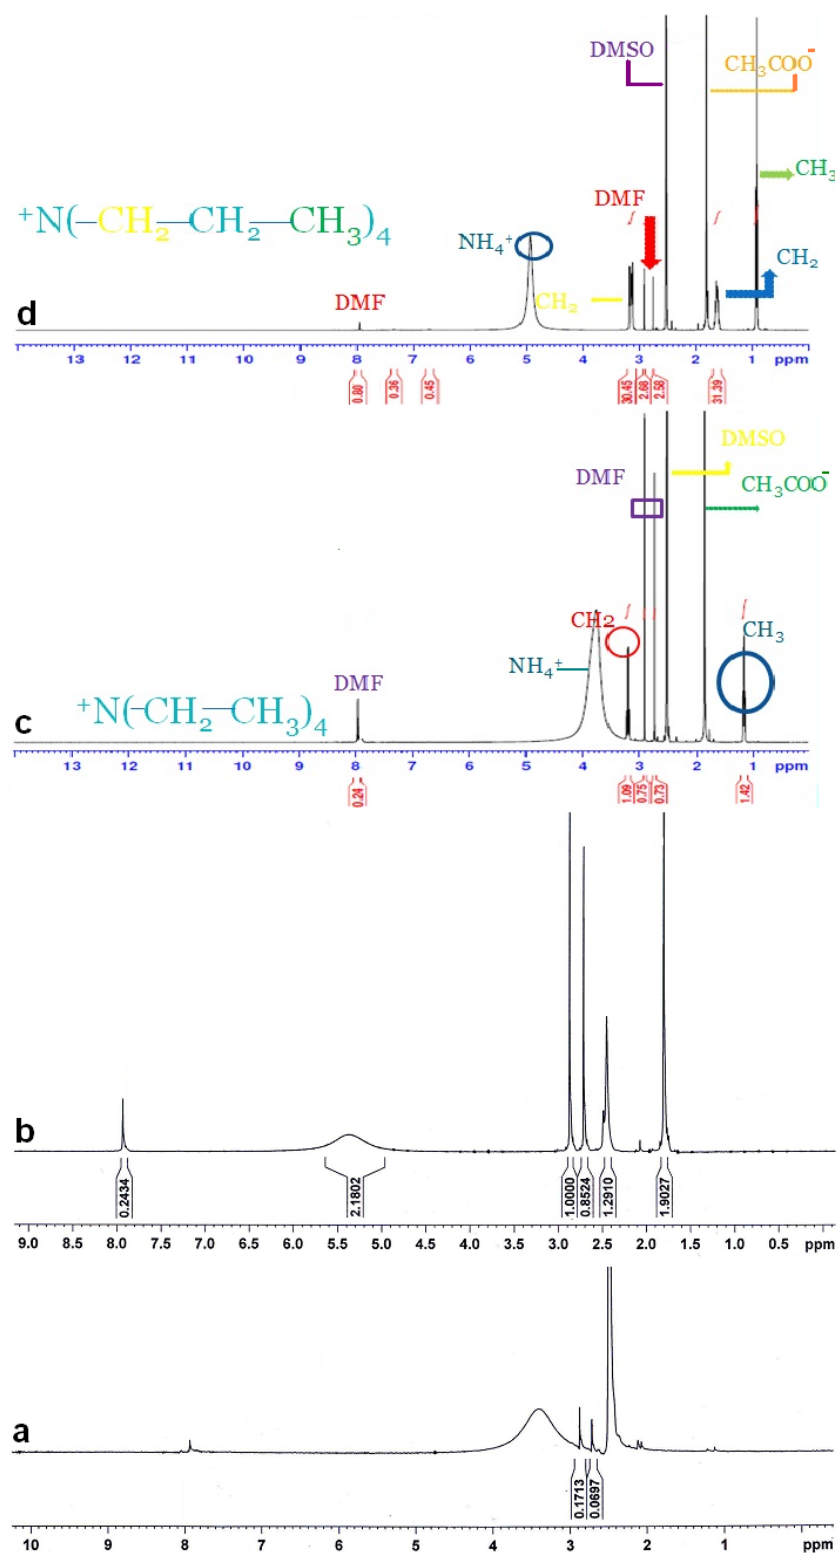 DMSO
CH₃COO⁻
CH₃
DMF
⁺N(–CH₂–CH₂–CH₃)₄
NH₄⁺
CH₂
CH₂
DMF
d
13 12 11 10 9 8 7 6 5 4 3 2 1 ppm
0.80 0.36 0.45 30.45 2.68 2.58 31.39
DMSO
DMF
CH₃COO⁻
CH2
CH₃
NH₄⁺
DMF
⁺N(–CH₂–CH₃)₄
c
13 12 11 10 9 8 7 6 5 4 3 2 1 ppm
0.24 1.09 0.75 0.73 1.42
b
0.2434 2.1802 1.0000 0.8524 1.2910 1.9027
9.0 8.5 8.0 7.5 7.0 6.5 6.0 5.5 5.0 4.5 4.0 3.5 3.0 2.5 2.0 1.5 1.0 0.5 ppm
a
0.1713 0.0697
10 9 8 7 6 5 4 3 2 1 ppm